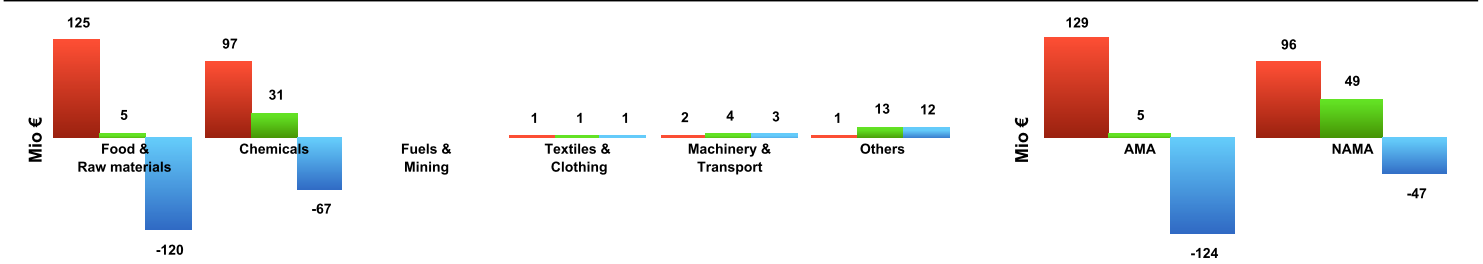 125
5
-120
97
31
-67
1
1
1
2
4
3
1
13
12
Mio €
Food &
Raw materials
Chemicals
Fuels &
Mining
Textiles &
Clothing
Machinery &
Transport
Others
129
5
-124
96
49
-47
Mio €
AMA
NAMA